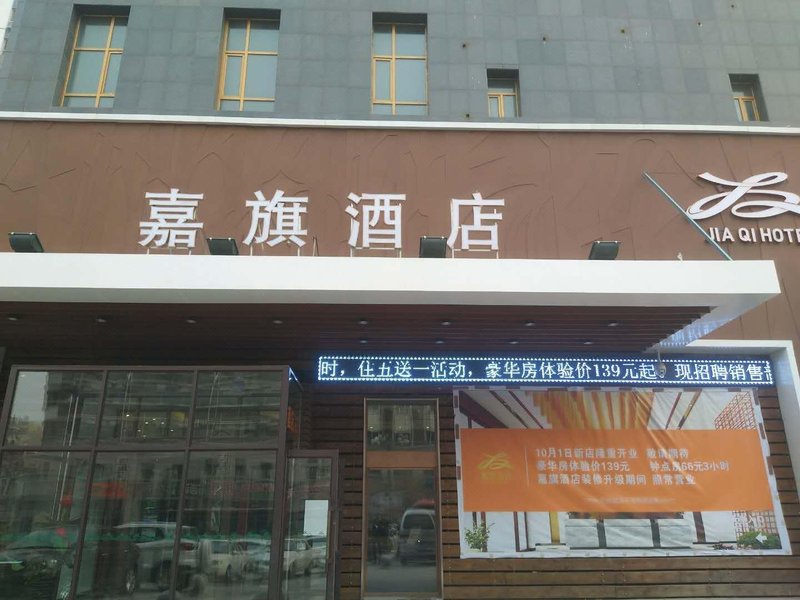 嘉旗酒店
JIA QI HOTE
时，住五送一活动，豪华房体验价139元起。现招聘销售
10月1日新店隆重开业 敬请期待
豪华房体验价139元 钟点房68元3小时
嘉旗酒店装修升级期间 照常营业